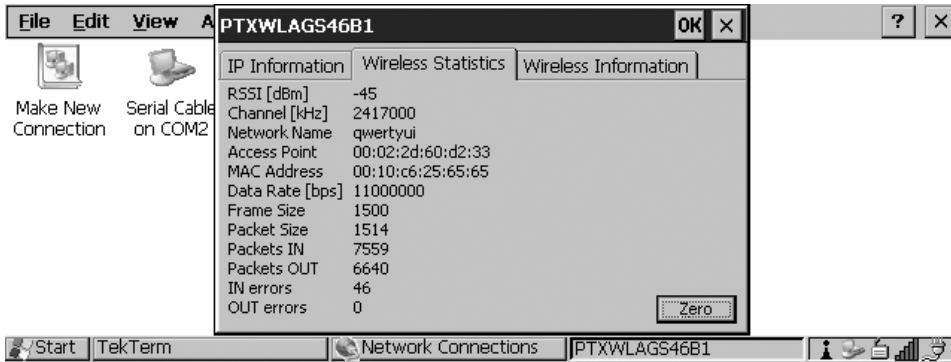 File Edit View A
PTXWLAGS46B1 OK ×
? ×
IP Information Wireless Statistics Wireless Information
Make New
Connection
Serial Cable
on COM2
RSSI [dBm] -45
Channel [kHz] 2417000
Network Name qwertyui
Access Point 00:02:2d:60:d2:33
MAC Address 00:10:c6:25:65:65
Data Rate [bps] 11000000
Frame Size 1500
Packet Size 1514
Packets IN 7559
Packets OUT 6640
IN errors 46
OUT errors 0
Zero
Start TekTerm Network Connections PTXWLAGS46B1